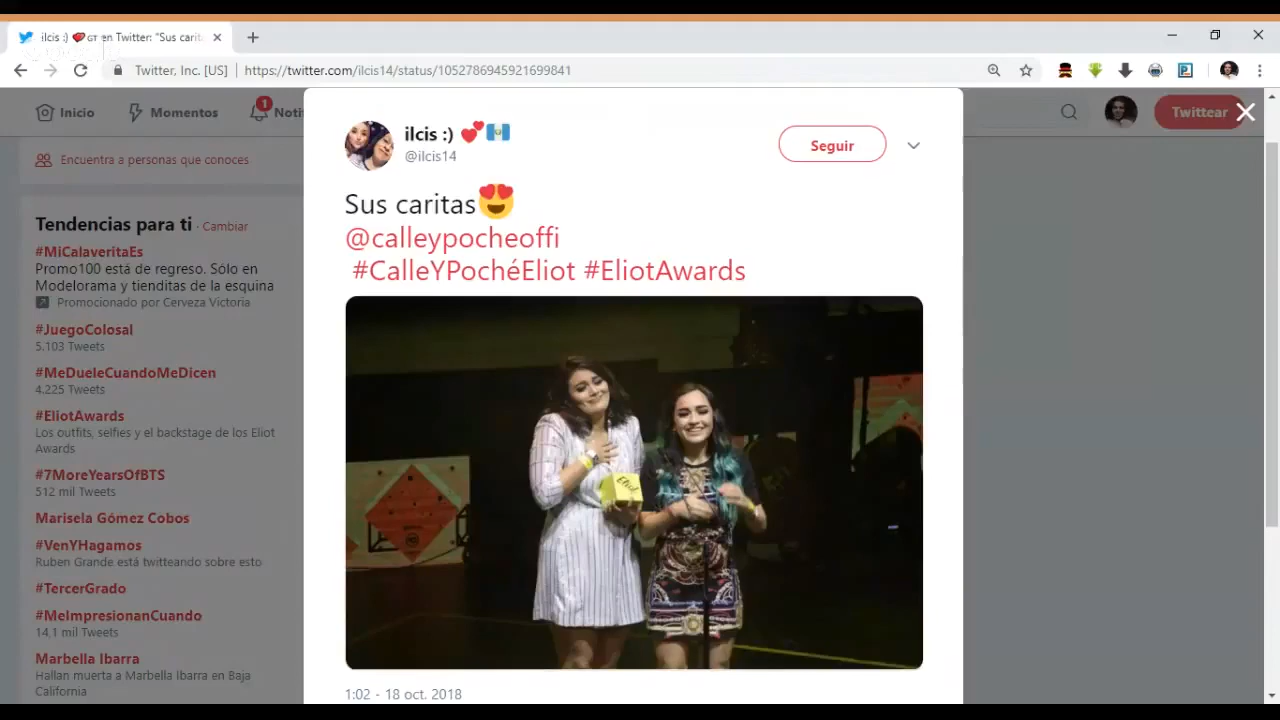 ilcis :) GT en Twitter: "Sus carit
Twitter, Inc. [US] | https://twitter.com/ilcis14/status/1052786945921699841
Inicio
Momentos
1
Noti
Twittear
Encuentra a personas que conoces
Tendencias para ti · Cambiar
#MiCalaveritaEs
Promo100 está de regreso. Sólo en
Modelorama y tienditas de la esquina
Promocionado por Cerveza Victoria
#JuegoColosal
5.103 Tweets
#MeDueleCuandoMeDicen
4.225 Tweets
#EliotAwards
Los outfits, selfies y el backstage de los Eliot
Awards
#7MoreYearsOfBTS
512 mil Tweets
Marisela Gómez Cobos
#VenYHagamos
Ruben Grande está twitteando sobre esto
#TercerGrado
#MeImpresionanCuando
14,1 mil Tweets
Marbella Ibarra
Hallan muerta a Marbella Ibarra en Baja
California
ilcis :) 💕🇬🇹
@ilcis14
Seguir
Sus caritas😍
@calleypocheoffi
#CalleYPochéEliot #EliotAwards
Eliot
1:02 - 18 oct. 2018